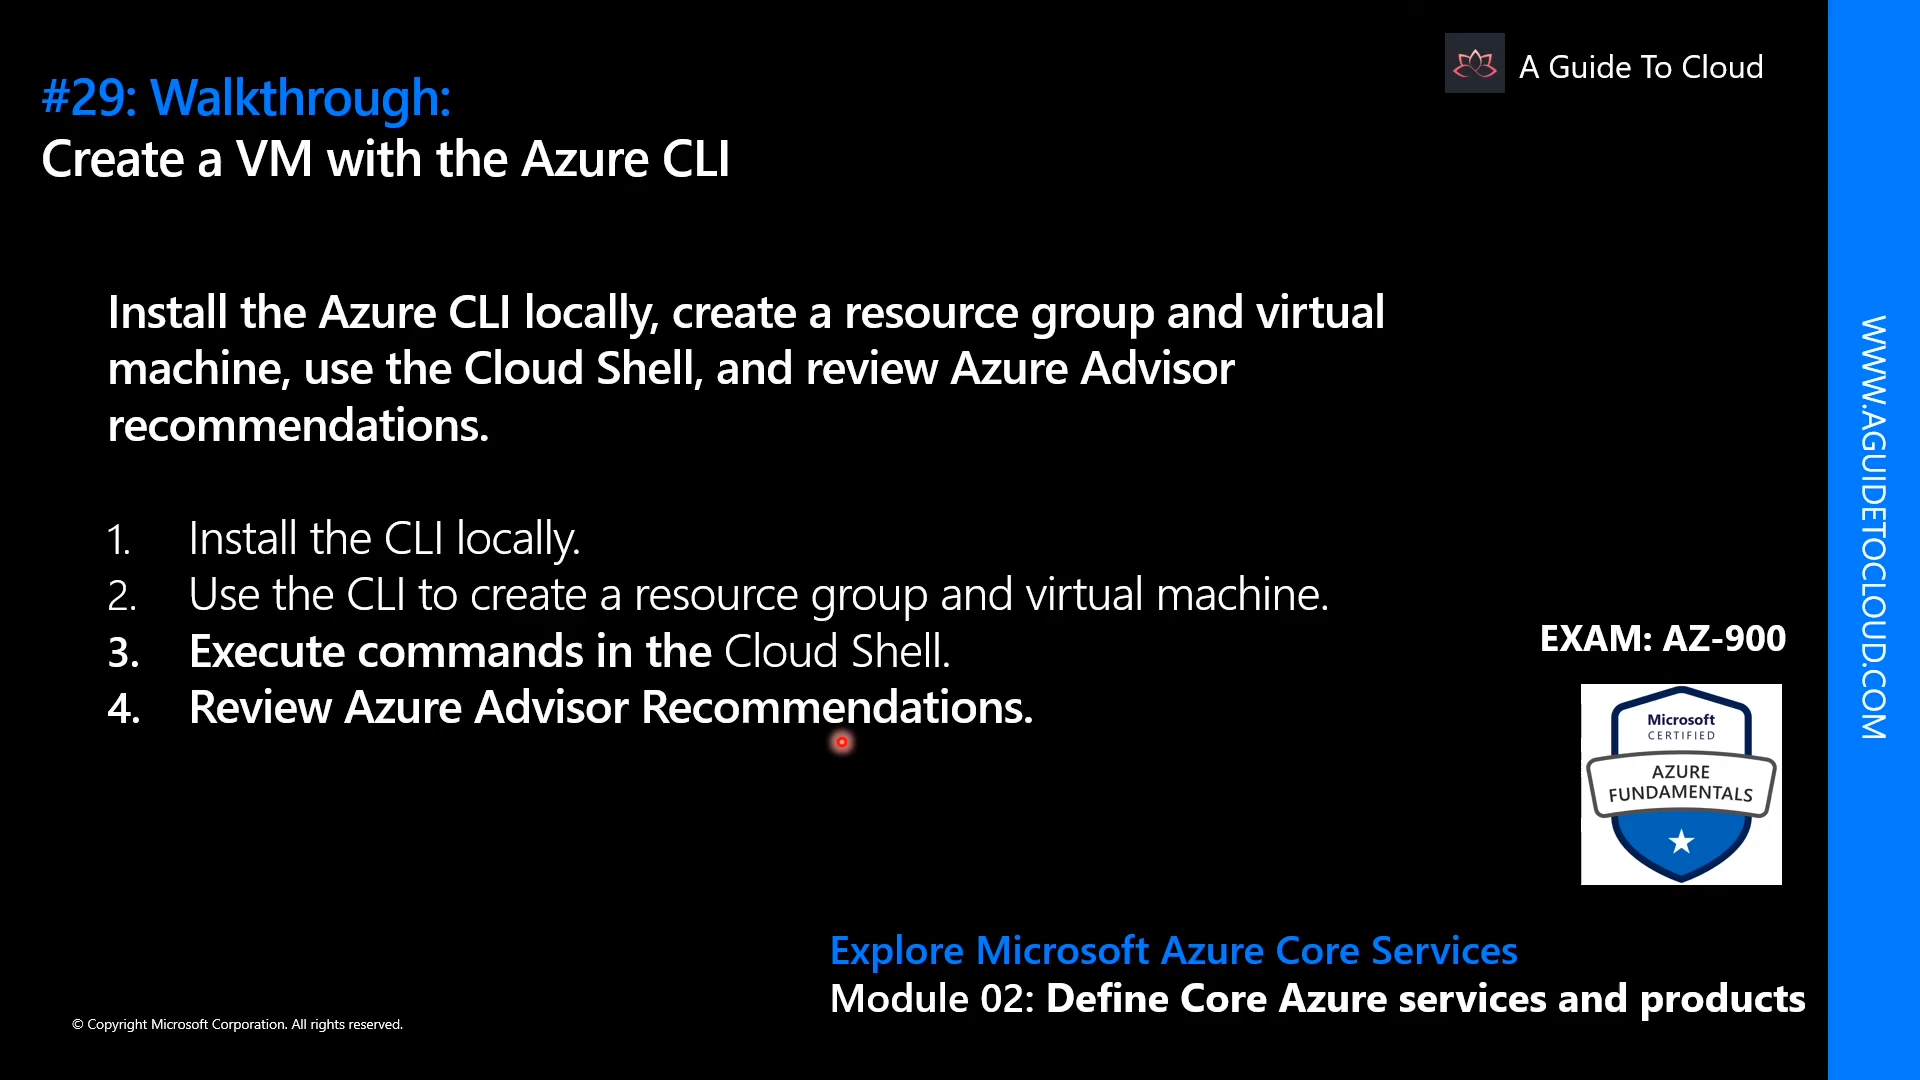 A Guide To Cloud
#29: Walkthrough:
Create a VM with the Azure CLI
Install the Azure CLI locally, create a resource group and virtual
machine, use the Cloud Shell, and review Azure Advisor
recommendations.
1. Install the CLI locally.
2. Use the CLI to create a resource group and virtual machine.
3. Execute commands in the Cloud Shell.
4. Review Azure Advisor Recommendations.
EXAM: AZ-900
Microsoft
CERTIFIED
AZURE
FUNDAMENTALS
Explore Microsoft Azure Core Services
Module 02: Define Core Azure services and products
© Copyright Microsoft Corporation. All rights reserved.
WWW.AGUIDETOCLOUD.COM